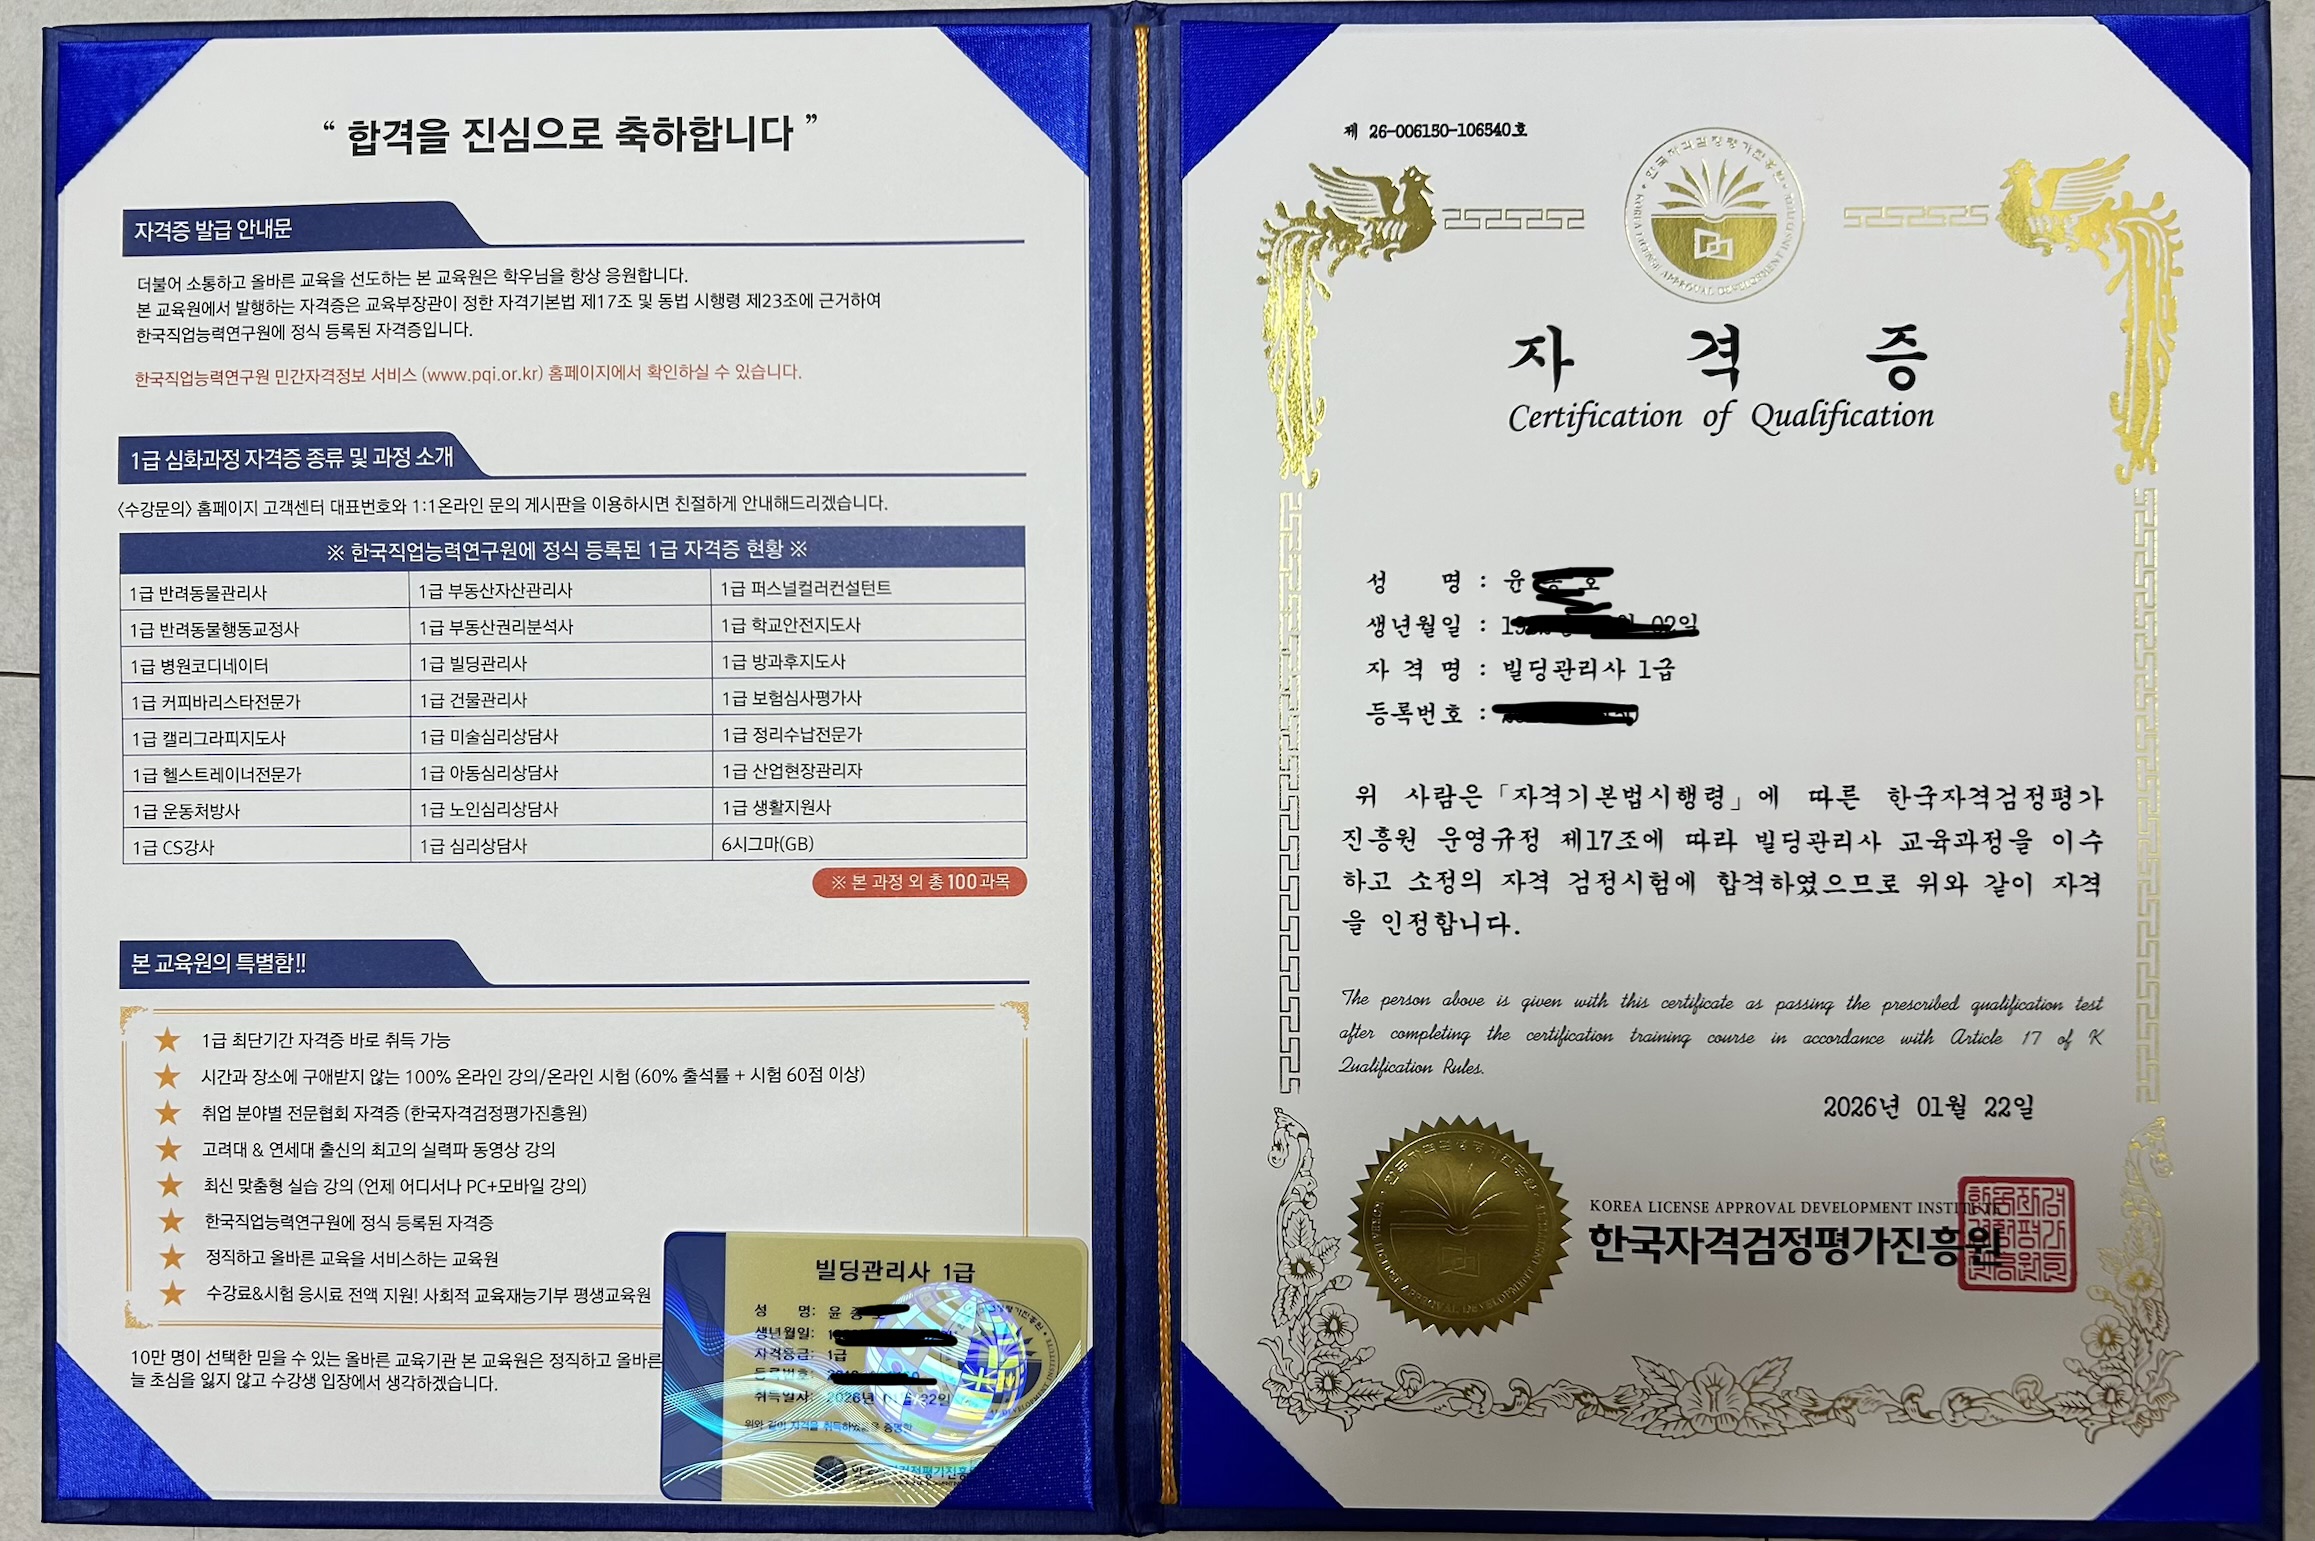 “ 합격을 진심으로 축하합니다 ”
자격증 발급 안내문
더불어 소통하고 올바른 교육을 선도하는 본 교육원은 학우님을 항상 응원합니다.
본 교육원에서 발행하는 자격증은 교육부장관이 정한 자격기본법 제17조 및 동법 시행령 제23조에 근거하여
한국직업능력연구원에 정식 등록된 자격증입니다.
한국직업능력연구원 민간자격정보 서비스 (www.pqi.or.kr) 홈페이지에서 확인하실 수 있습니다.
1급 심화과정 자격증 종류 및 과정 소개
<수강문의> 홈페이지 고객센터 대표번호와 1:1온라인 문의 게시판을 이용하시면 친절하게 안내해드리겠습니다.
※ 한국직업능력연구원에 정식 등록된 1급 자격증 현황 ※
1급 반려동물관리사 1급 부동산자산관리사 1급 퍼스널컬러컨설턴트
1급 반려동물행동교정사 1급 부동산권리분석사 1급 학교안전지도사
1급 병원코디네이터 1급 빌딩관리사 1급 방과후지도사
1급 커피바리스타전문가 1급 건물관리사 1급 보험심사평가사
1급 캘리그라피지도사 1급 미술심리상담사 1급 정리수납전문가
1급 헬스트레이너전문가 1급 아동심리상담사 1급 산업현장관리자
1급 운동처방사 1급 노인심리상담사 1급 생활지원사
1급 CS강사 1급 심리상담사 6시그마(GB)
※ 본 과정 외 총 100과목
본 교육원의 특별함!!
★ 1급 최단기간 자격증 바로 취득 가능
★ 시간과 장소에 구애받지 않는 100% 온라인 강의/온라인 시험 (60% 출석률 + 시험 60점 이상)
★ 취업 분야별 전문협회 자격증 (한국자격검정평가진흥원)
★ 고려대 & 연세대 출신의 최고의 실력파 동영상 강의
★ 최신 맞춤형 실습 강의 (언제 어디서나 PC+모바일 강의)
★ 한국직업능력연구원에 정식 등록된 자격증
★ 정직하고 올바른 교육을 서비스하는 교육원
★ 수강료&시험 응시료 전액 지원! 사회적 교육재능기부 평생교육원
10만 명이 선택한 믿을 수 있는 올바른 교육기관 본 교육원은 정직하고 올바른
늘 초심을 잃지 않고 수강생 입장에서 생각하겠습니다.
빌딩관리사 1급
성 명: 윤
생년월일:
자격등급: 1급
등록번호:
취득일자: 2026년 22일
위와 같이 자격을 취득하였음을 증명함
제 26-006150-106540호
자 격 증
Certification of Qualification
성 명 : 윤
생년월일 : 02일
자 격 명 : 빌딩관리사 1급
등록번호 :
위 사람은「자격기본법시행령」에 따른 한국자격검정평가
진흥원 운영규정 제17조에 따라 빌딩관리사 교육과정을 이수
하고 소정의 자격 검정시험에 합격하였으므로 위와 같이 자격
을 인정합니다.
The person above is given with this certificate as passing the prescribed qualification test
after completing the certification training course in accordance with Article 17 of K
Qualification Rules.
2026년 01월 22일
KOREA LICENSE APPROVAL DEVELOPMENT INSTITUTE
한국자격검정평가진흥원